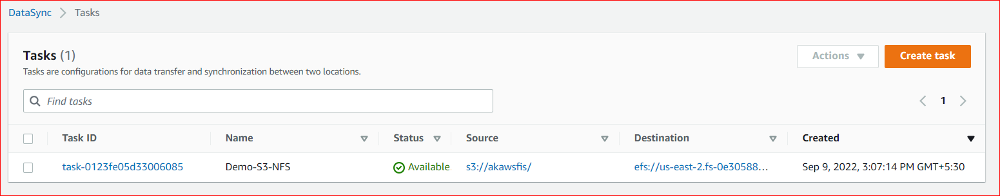 DataSync > Tasks
Tasks (1)
Actions ▼ Create task
Tasks are configurations for data transfer and synchronization between two locations.
Find tasks
1
Task ID Name Status Source Destination Created
task-0123fe05d33006085 Demo-S3-NFS Available s3://akawsfis/ efs://us-east-2.fs-0e30588... Sep 9, 2022, 3:07:14 PM GMT+5:30